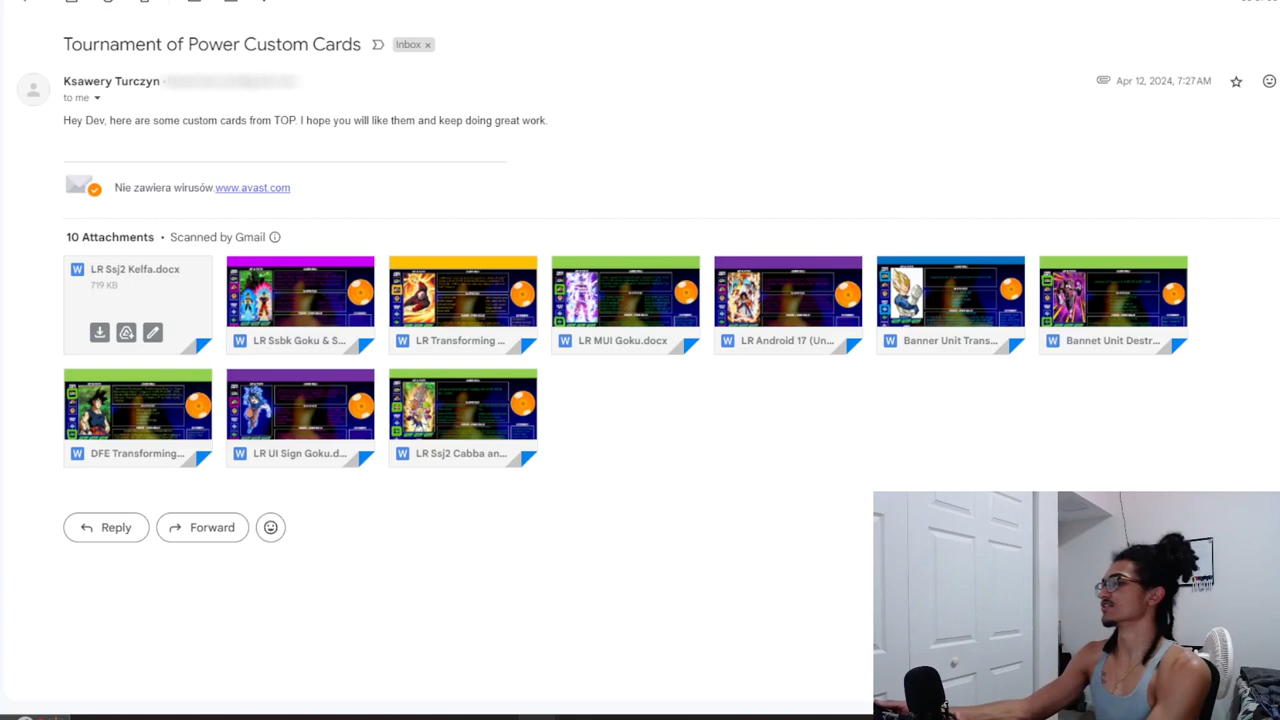 Tournament of Power Custom Cards
Inbox ×
Ksawery Turczyn
Apr 12, 2024, 7:27 AM
to me
Hey Dev, here are some custom cards from TOP. I hope you will like them and keep doing great work.
Nie zawiera wirusów.www.avast.com
10 Attachments • Scanned by Gmail
LR Ssj2 Kelfa.docx
719 KB
LR Ssbk Goku & S...
LR Transforming ...
LR MUI Goku.docx
LR Android 17 (Un...
Banner Unit Trans...
Bannet Unit Destr...
DFE Transforming...
LR UI Sign Goku.d...
LR Ssj2 Cabba an...
Reply
Forward